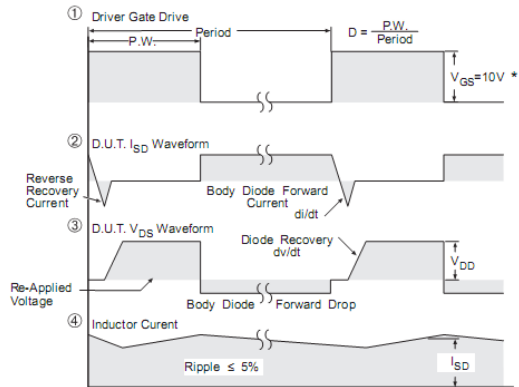 ① Driver Gate Drive
P.W.
Period
D = P.W.
Period
VGS=10V *
② D.U.T. ISD Waveform
Reverse
Recovery
Current
Body Diode Forward
Current
di/dt
③ D.U.T. VDS Waveform
Diode Recovery
dv/dt
Re-Applied
Voltage
VDD
Body Diode Forward Drop
④ Inductor Curent
Ripple ≤ 5%
ISD